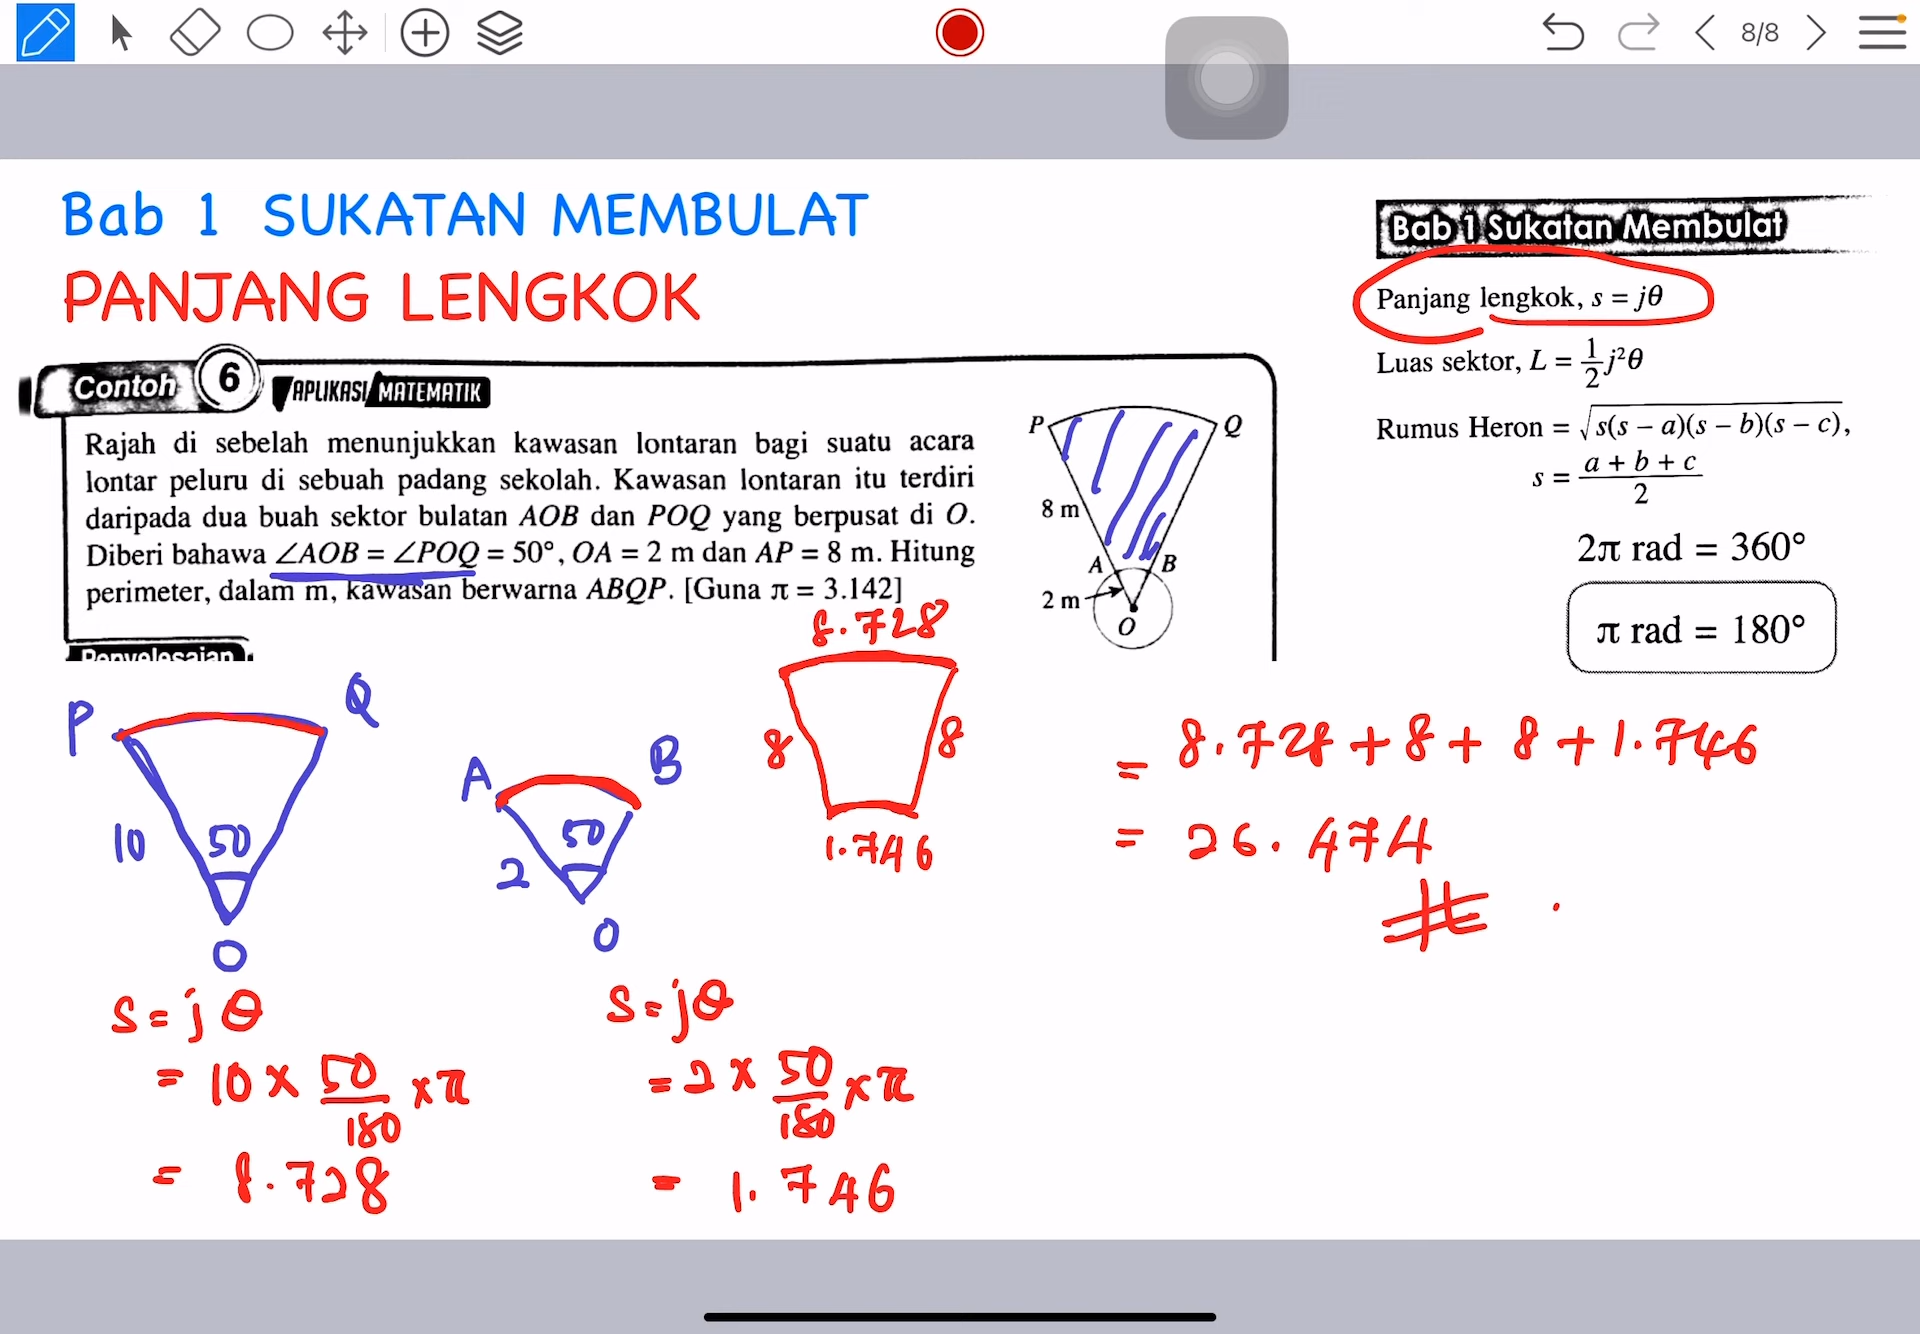 8/8
Bab 1 SUKATAN MEMBULAT
PANJANG LENGKOK
Contoh 6 APLIKASI MATEMATIK
Rajah di sebelah menunjukkan kawasan lontaran bagi suatu acara
lontar peluru di sebuah padang sekolah. Kawasan lontaran itu terdiri
daripada dua buah sektor bulatan AOB dan POQ yang berpusat di O.
Diberi bahawa ∠AOB = ∠POQ = 50°, OA = 2 m dan AP = 8 m. Hitung
perimeter, dalam m, kawasan berwarna ABQP. [Guna π = 3.142]
Penyelesaian
P
Q
8 m
A
B
2 m
O
Bab 1 Sukatan Membulat
Panjang lengkok, s = jθ
Luas sektor, L = 1/2 j²θ
Rumus Heron = √s(s – a)(s – b)(s – c),
s = a + b + c / 2
2π rad = 360°
π rad = 180°
P
Q
10
50
O
s = jθ
= 10 × 50/180 × π
= 8.728
A
B
2
50
O
s = jθ
= 2 × 50/180 × π
= 1.746
8.728
8
8
1.746
= 8.728 + 8 + 8 + 1.746
= 26.474